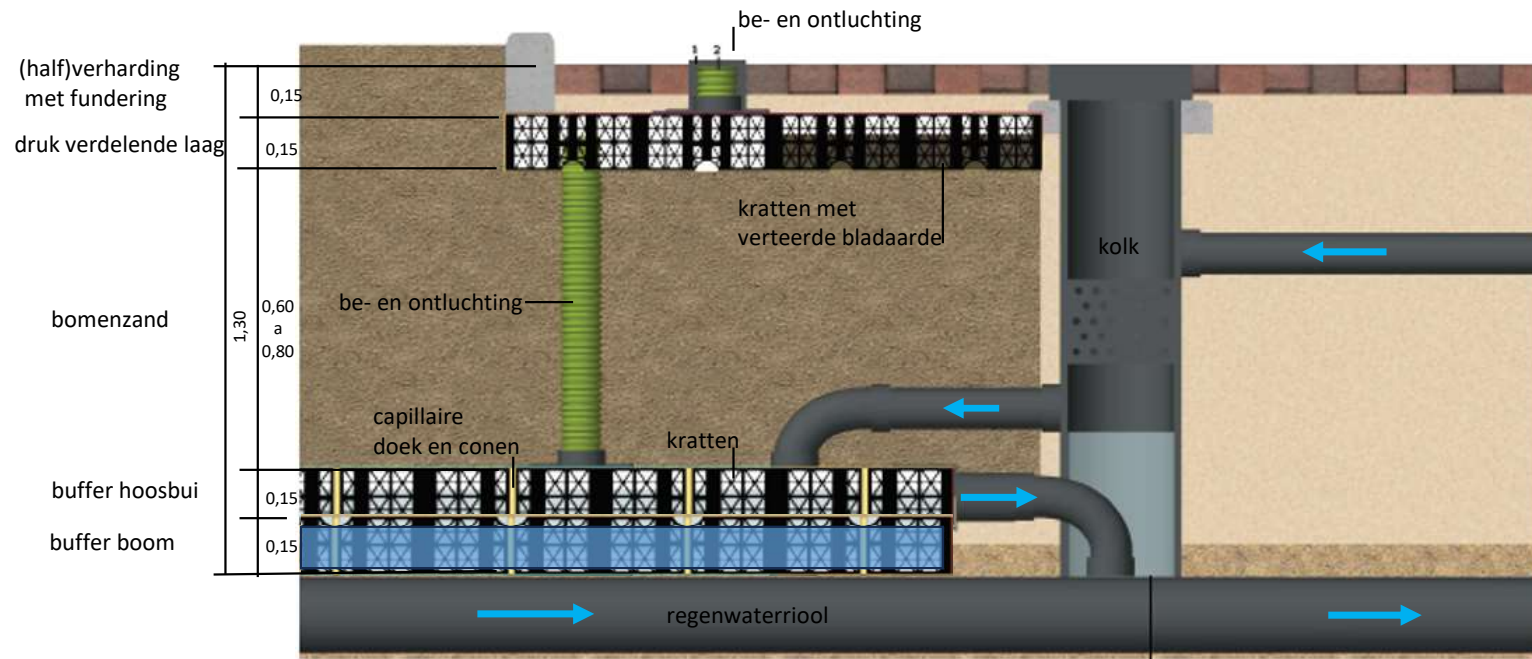 be- en ontluchting
1 2
(half)verharding
met fundering
0,15
druk verdelende laag
0,15
kratten met
verteerde bladaarde
kolk
be- en ontluchting
bomenzand
1,30
0,60
a
0,80
capillaire
doek en conen
kratten
buffer hoosbui
0,15
buffer boom
0,15
regenwaterriool